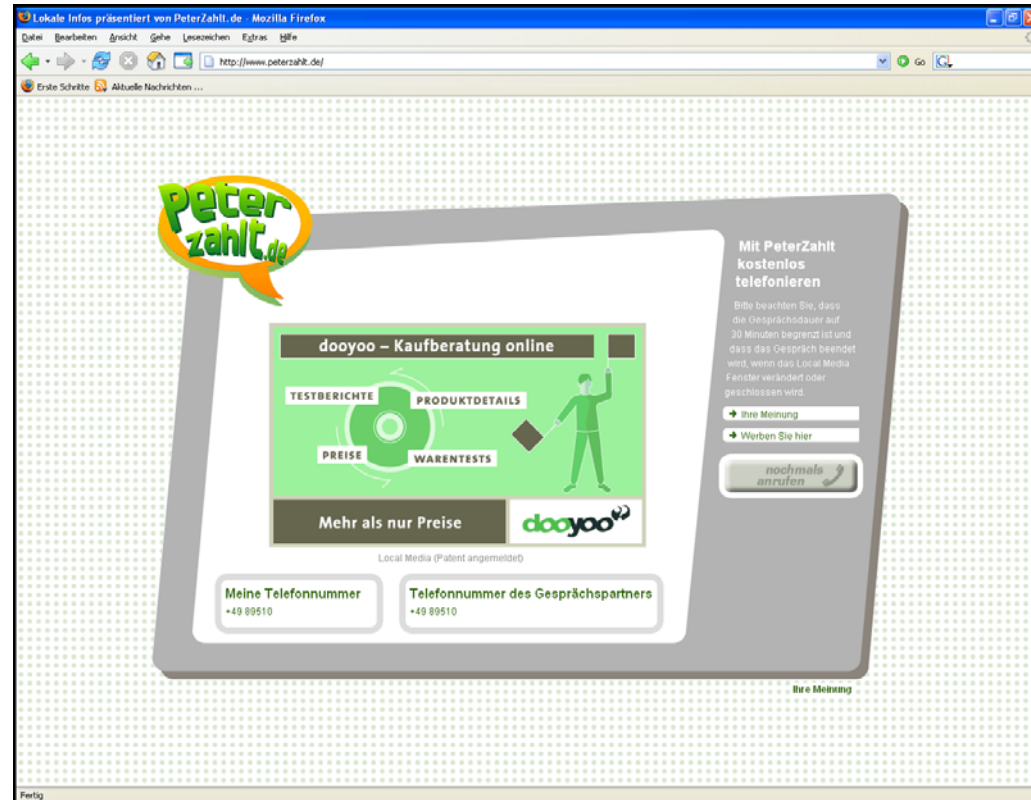 Lokale Infos präsentiert von PeterZahlt.de - Mozilla Firefox
Datei Bearbeiten Ansicht Gehe Lesezeichen Extras Hilfe
http://www.peterzahlt.de/
Go
G
Erste Schritte Aktuelle Nachrichten ...
Peter
zahlt.de
dooyoo – Kaufberatung online
TESTBERICHTE
PRODUKTDETAILS
PREISE
WARENTESTS
Mehr als nur Preise
dooyoo
Local Media (Patent angemeldet)
Meine Telefonnummer
+49 89510
Telefonnummer des Gesprächspartners
+49 89510
Mit PeterZahlt
kostenlos
telefonieren
Bitte beachten Sie, dass
die Gesprächsdauer auf
30 Minuten begrenzt ist und
dass das Gespräch beendet
wird, wenn das Local Media
Fenster verändert oder
geschlossen wird.
Ihre Meinung
Werben Sie hier
nochmals
anrufen
Ihre Meinung
Fertig